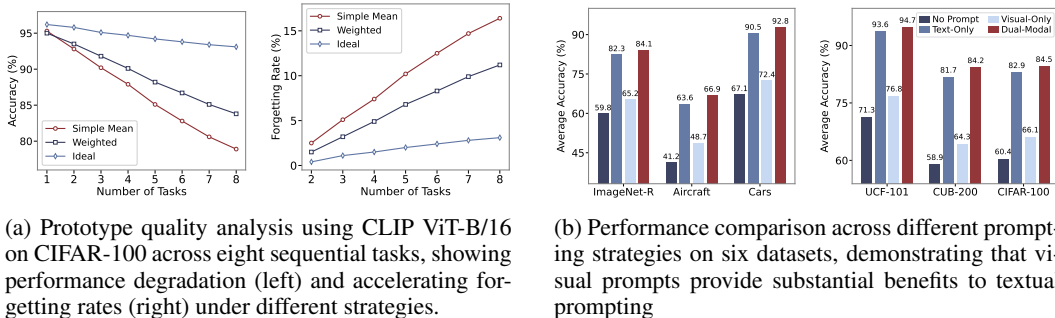 Accuracy (%)
95
90
85
80
Simple Mean
Weighted
Ideal
1 2 3 4 5 6 7 8
Number of Tasks
Forgetting Rate (%)
15
10
5
0
Simple Mean
Weighted
Ideal
2 3 4 5 6 7 8
Number of Tasks
Average Accuracy (%)
90
75
60
45
59.8 82.3 65.2 84.1
41.2 63.6 48.7 66.9
67.1 90.5 72.4 92.8
ImageNet-R Aircraft Cars
Average Accuracy (%)
90
75
60
No Prompt Visual-Only
Text-Only Dual-Modal
71.3 93.6 76.8 94.7
58.9 81.7 64.3 84.2
60.4 82.9 66.1 84.5
UCF-101 CUB-200 CIFAR-100
(a) Prototype quality analysis using CLIP ViT-B/16
on CIFAR-100 across eight sequential tasks, showing
performance degradation (left) and accelerating for-
getting rates (right) under different strategies.
(b) Performance comparison across different prompt-
ing strategies on six datasets, demonstrating that vi-
sual prompts provide substantial benefits to textual
prompting